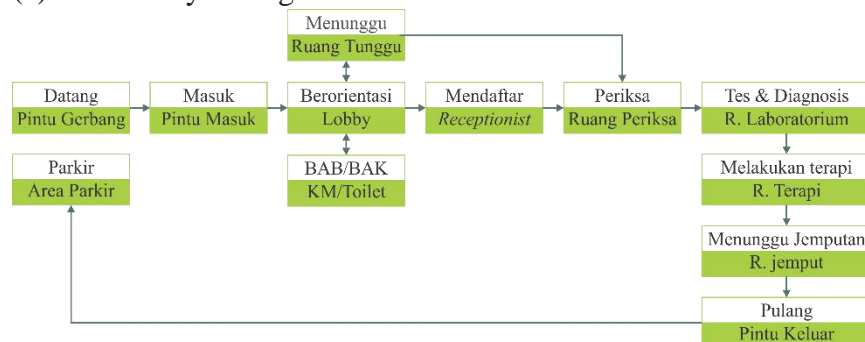 Menunggu
Ruang Tunggu
Datang
Pintu Gerbang
Masuk
Pintu Masuk
Berorientasi
Lobby
Mendaftar
Receptionist
Periksa
Ruang Periksa
Tes & Diagnosis
R. Laboratorium
Parkir
Area Parkir
BAB/BAK
KM/Toilet
Melakukan terapi
R. Terapi
Menunggu Jemputan
R. jemput
Pulang
Pintu Keluar